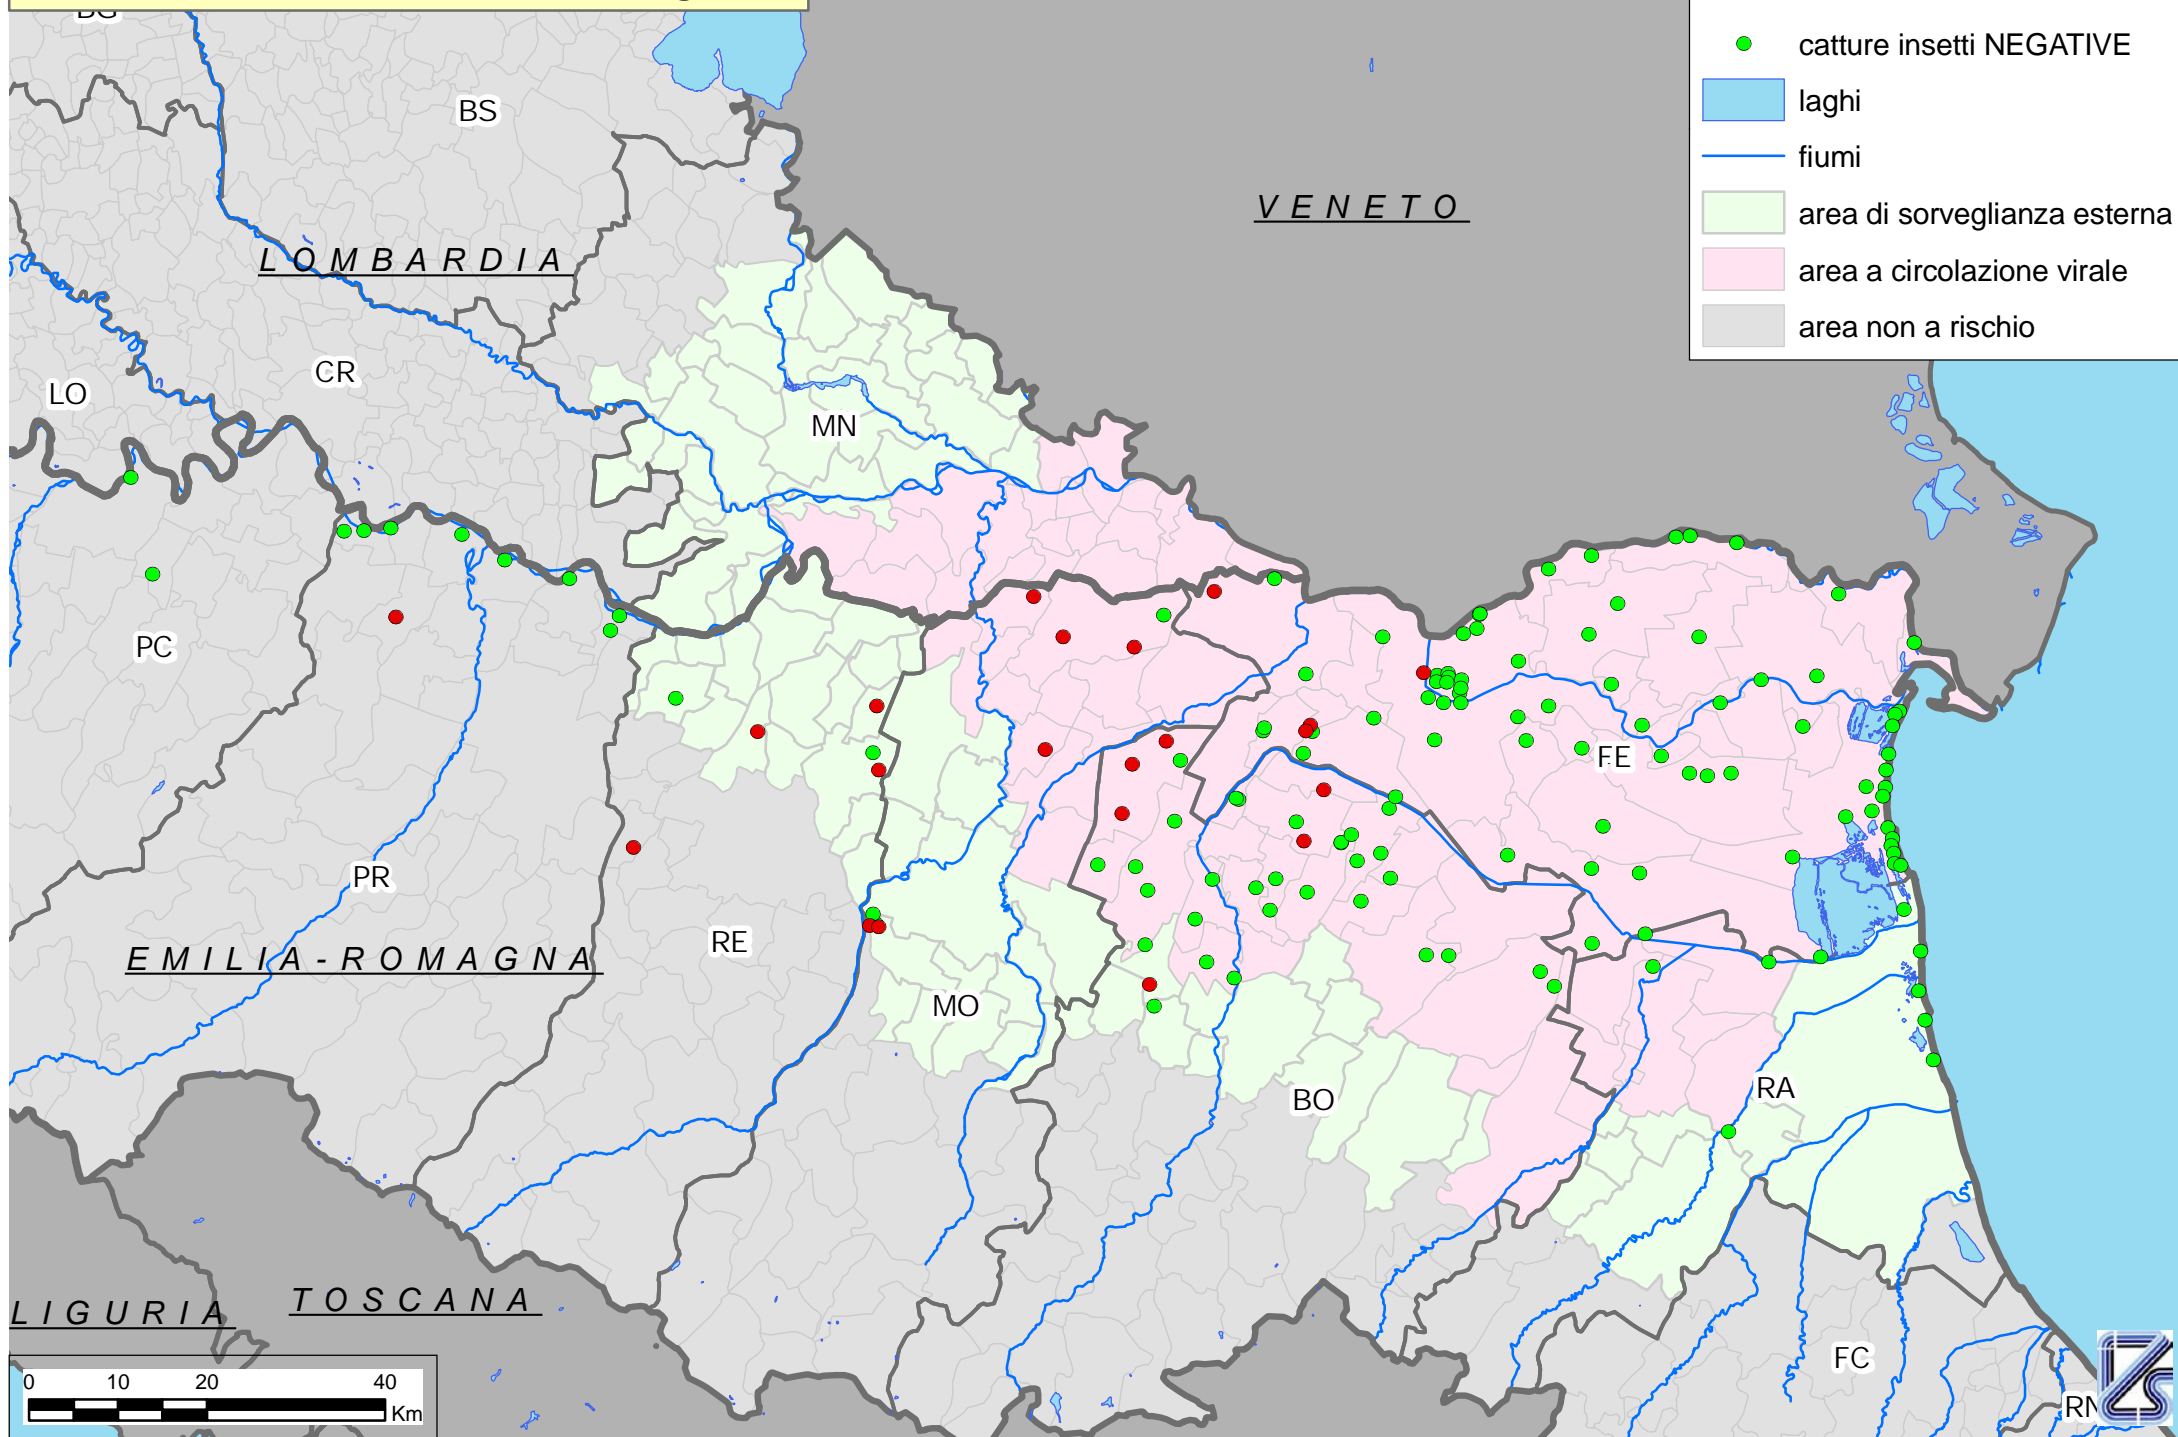 catture insetti NEGATIVE
laghi
fiumi
area di sorveglianza esterna
area a circolazione virale
area non a rischio
BG
BS
VENETO
LOMBARDIA
CR
LO
MN
PC
FE
PR
RE
EMILIA-ROMAGNA
MO
BO
RA
TOSCANA
LIGURIA
FC
RN
0 10 20 40
Km